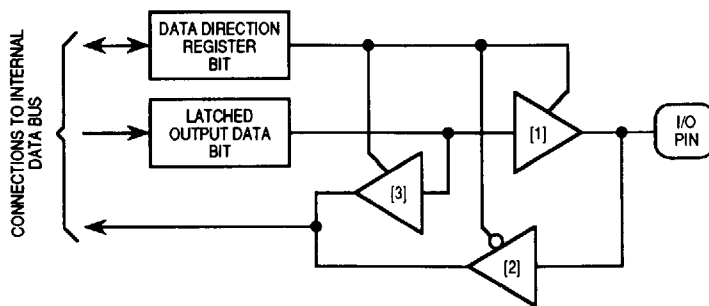 CONNECTIONS TO INTERNAL
DATA BUS
DATA DIRECTION
REGISTER
BIT
LATCHED
OUTPUT DATA
BIT
[1]
I/O
PIN
[3]
[2]